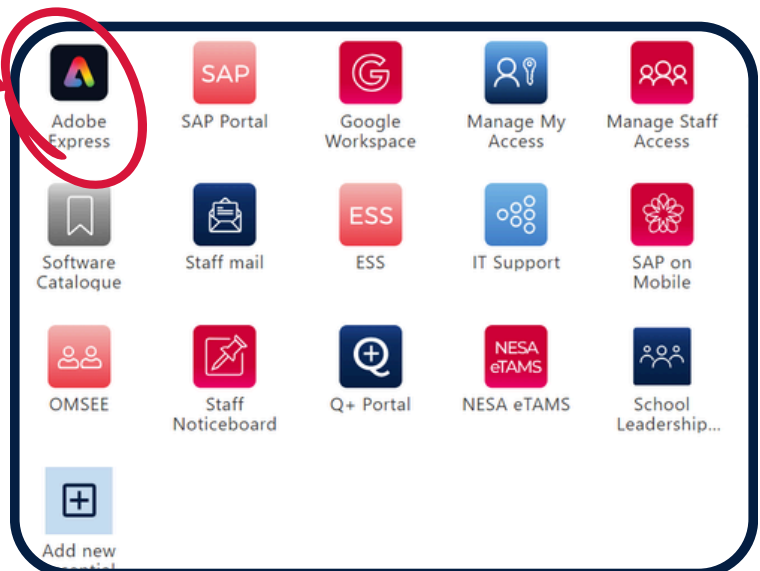 SAP
G
Adobe
Express
SAP Portal
Google
Workspace
Manage My
Access
Manage Staff
Access
ESS
Software
Catalogue
Staff mail
ESS
IT Support
SAP on
Mobile
NESA
eTAMS
OMSEE
Staff
Noticeboard
Q+ Portal
NESA eTAMS
School
Leadership...
Add new